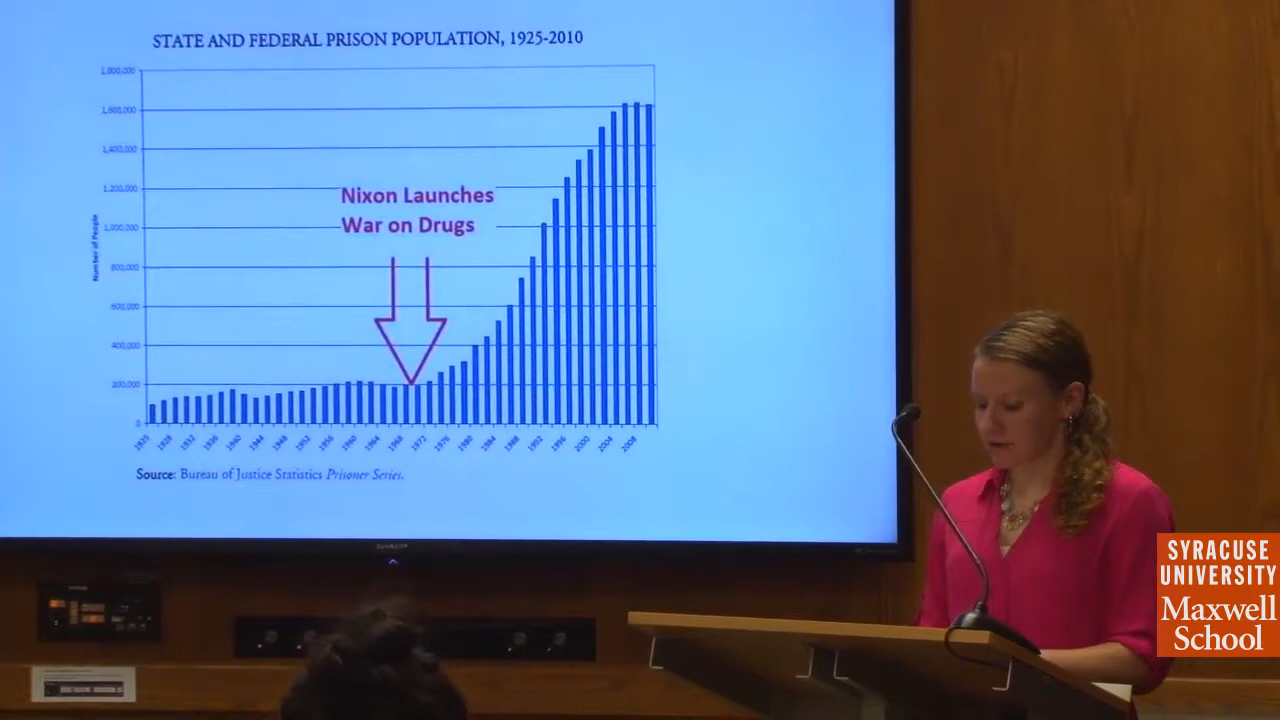 STATE AND FEDERAL PRISON POPULATION, 1925-2010
1,800,000
1,600,000
1,400,000
1,200,000
1,000,000
800,000
600,000
400,000
200,000
0
Number of People
Nixon Launches
War on Drugs
1925 1928 1932 1936 1940 1944 1948 1952 1956 1960 1964 1968 1972 1976 1980 1984 1988 1992 1996 2000 2004 2008
Source: Bureau of Justice Statistics Prisoner Series.
SHARP
SYRACUSE
UNIVERSITY
Maxwell
School